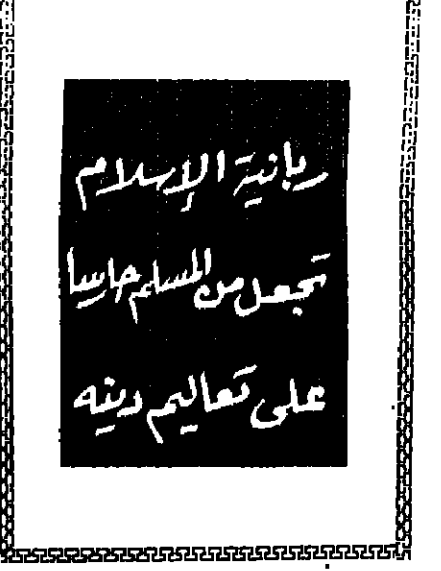 ربانية الإسلام
تجعل من المسلم حارسا
على تعاليم دينه